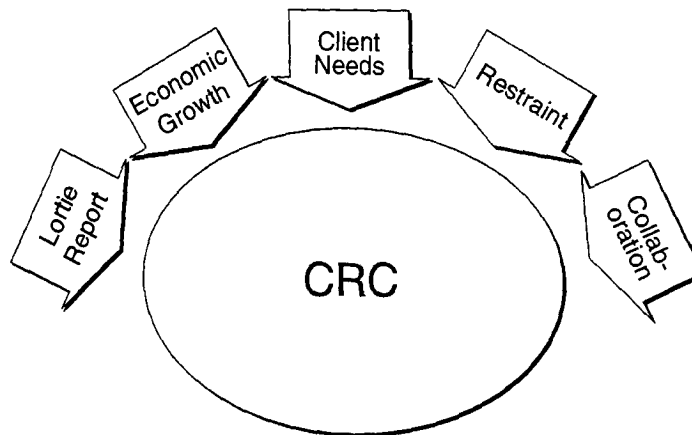 Lortie
Report
Economic
Growth
Client
Needs
Restraint
Collab-
oration
CRC